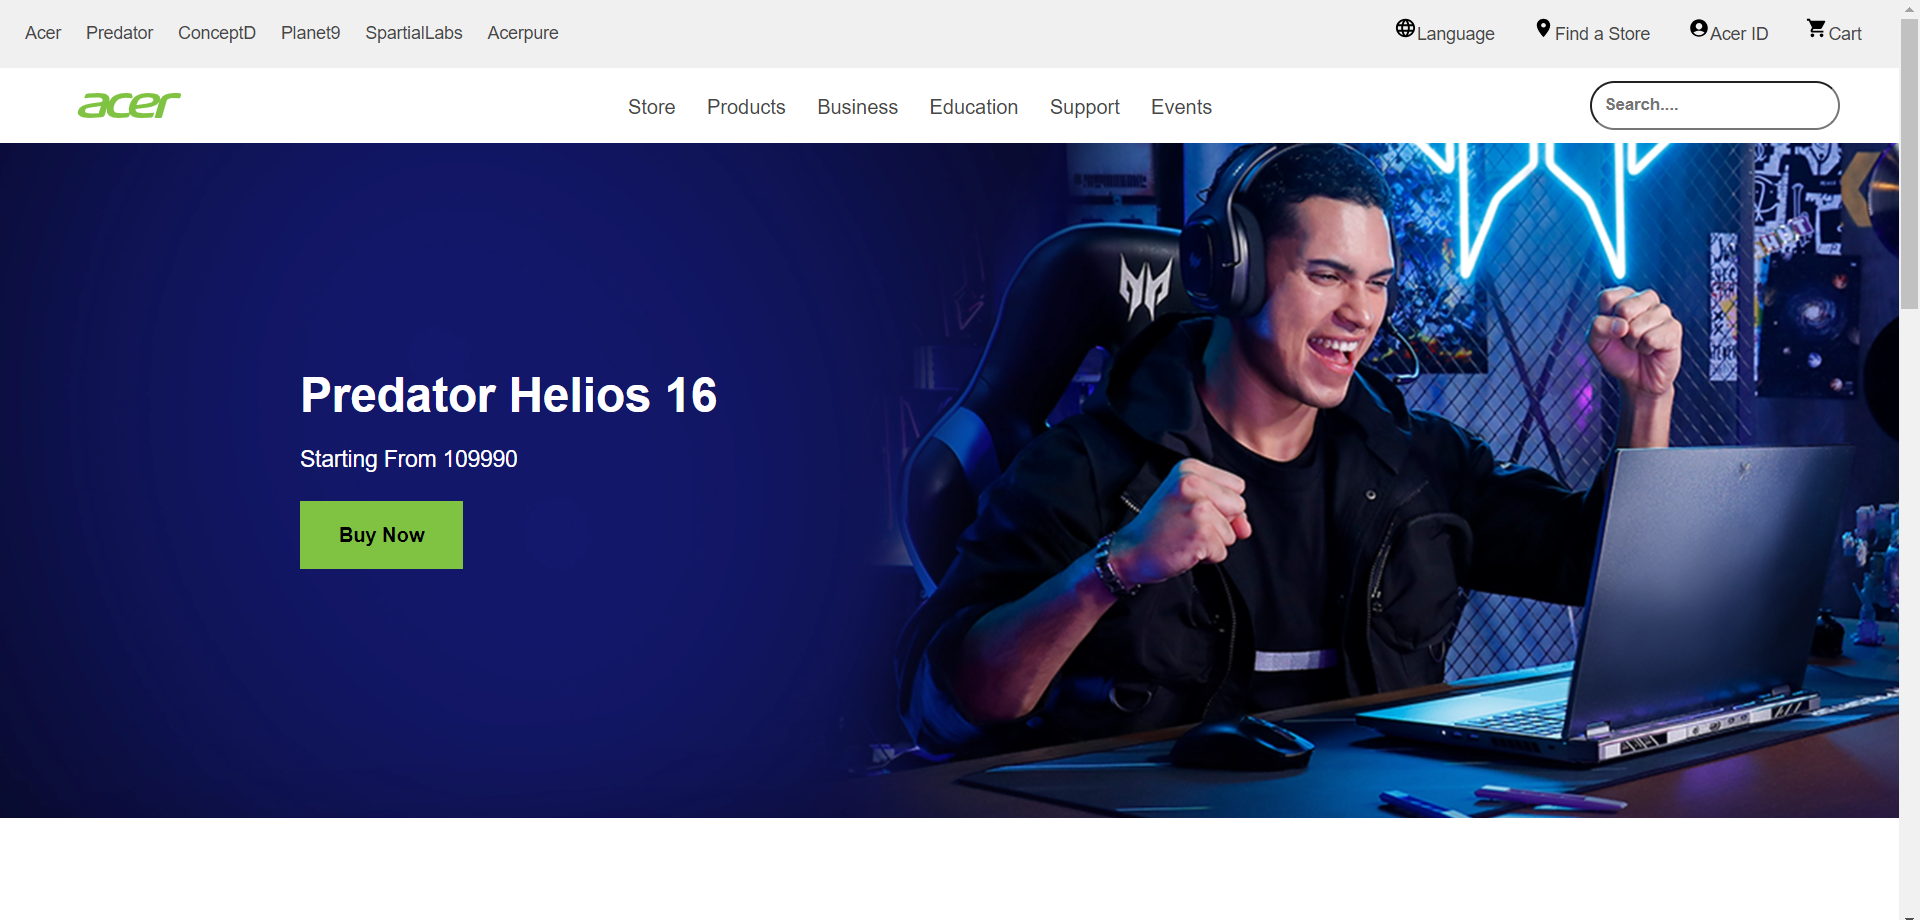 Acer Predator ConceptD Planet9 SpartialLabs Acerpure Language Find a Store Acer ID Cart
acer Store Products Business Education Support Events Search....
Predator Helios 16
Starting From 109990
Buy Now